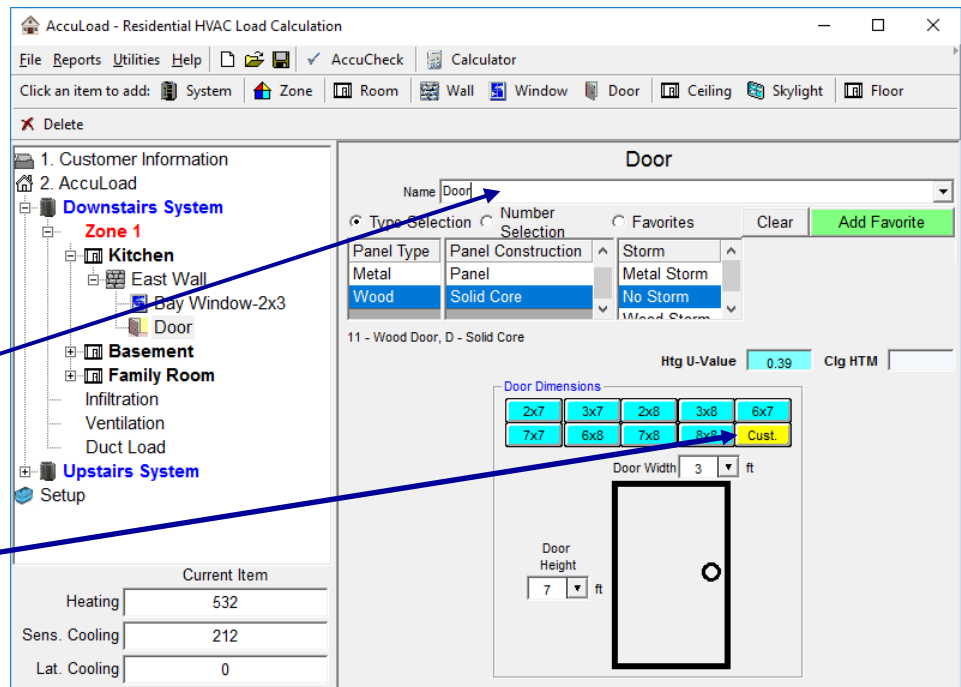 AccuLoad - Residential HVAC Load Calculation
File Reports Utilities Help AccuCheck Calculator
Click an item to add: System Zone Room Wall Window Door Ceiling Skylight Floor
Delete
1. Customer Information
2. AccuLoad
Downstairs System
Zone 1
Kitchen
East Wall
Bay Window-2x3
Door
Basement
Family Room
Infiltration
Ventilation
Duct Load
Upstairs System
Setup
Current Item
Heating 532
Sens. Cooling 212
Lat. Cooling 0
Door
Name Door
Type Selection Number Selection Favorites Clear Add Favorite
Panel Type Panel Construction Storm
Metal Panel Metal Storm
Wood Solid Core No Storm
Wood Storm
11 - Wood Door, D - Solid Core
Htg U-Value 0.39 Clg HTM
Door Dimensions
2x7 3x7 2x8 3x8 6x7
7x7 6x8 7x8 8x8 Cust.
Door Width 3 ft
Door
Height
7 ft